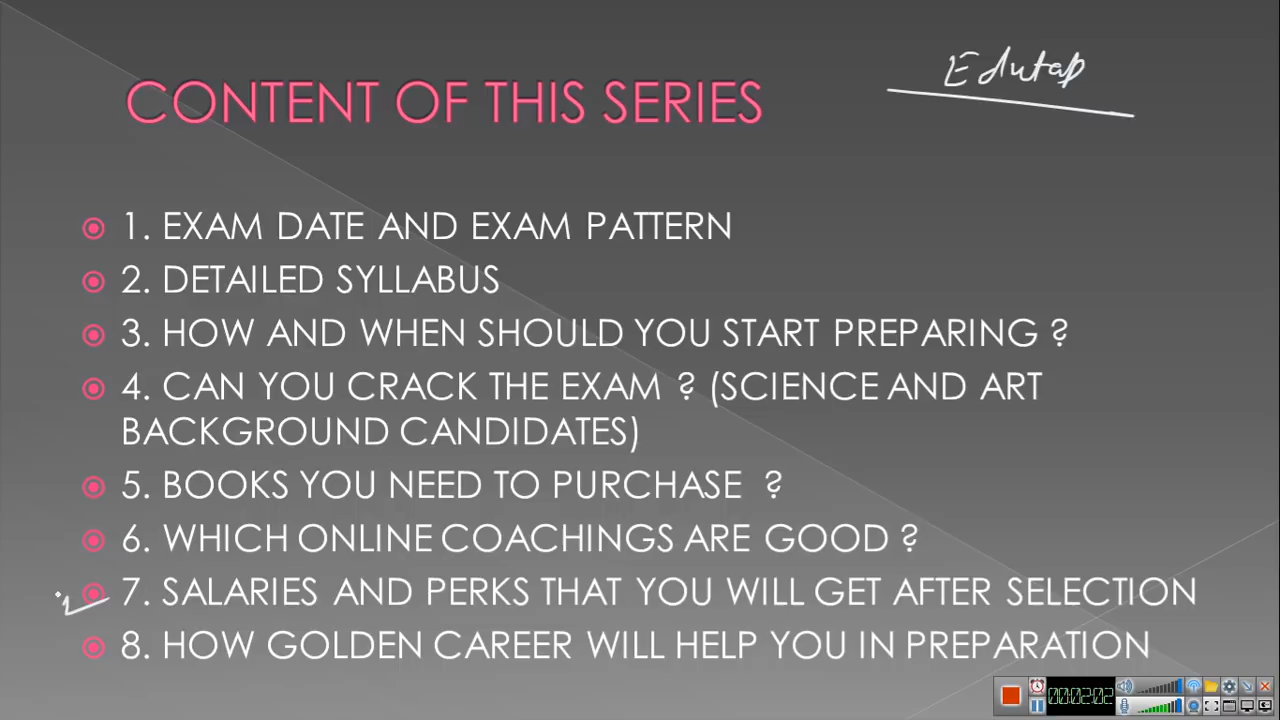 Edutap
CONTENT OF THIS SERIES
1. EXAM DATE AND EXAM PATTERN
2. DETAILED SYLLABUS
3. HOW AND WHEN SHOULD YOU START PREPARING ?
4. CAN YOU CRACK THE EXAM ? (SCIENCE AND ART
BACKGROUND CANDIDATES)
5. BOOKS YOU NEED TO PURCHASE ?
6. WHICH ONLINE COACHINGS ARE GOOD ?
7. SALARIES AND PERKS THAT YOU WILL GET AFTER SELECTION
8. HOW GOLDEN CAREER WILL HELP YOU IN PREPARATION
00:02:02